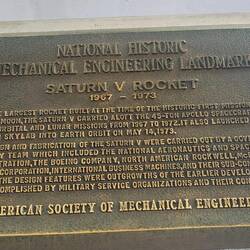 NATIONAL HISTORIC
MECHANICAL ENGINEERING LANDMARK
SATURN V ROCKET
1967 - 1973
LARGEST ROCKET BUILT AT THE TIME OF THE HISTORIC FIRST
MOON, THE SATURN V CARRIED ALOFT THE 45-TON APOLLO SPACECRAFT
ORBITAL AND LUNAR MISSIONS FROM 1967 TO 1972. IT ALSO LAUNCHED
SKYLAB INTO EARTH ORBIT ON MAY 14, 1973.
AND FABRICATION OF THE SATURN V WERE CARRIED OUT BY A
TEAM WHICH INCLUDED THE NATIONAL AERONAUTICS AND
THE BOEING COMPANY, NORTH AMERICAN ROCKWELL,
CORPORATION, INTERNATIONAL BUSINESS MACHINES, AND THEIR SUB-
THE DESIGN FEATURES WERE OUTGROWTHS OF THE EARLIER
BY MILITARY SERVICE ORGANIZATIONS AND THEIR
AMERICAN SOCIETY OF MECHANICAL